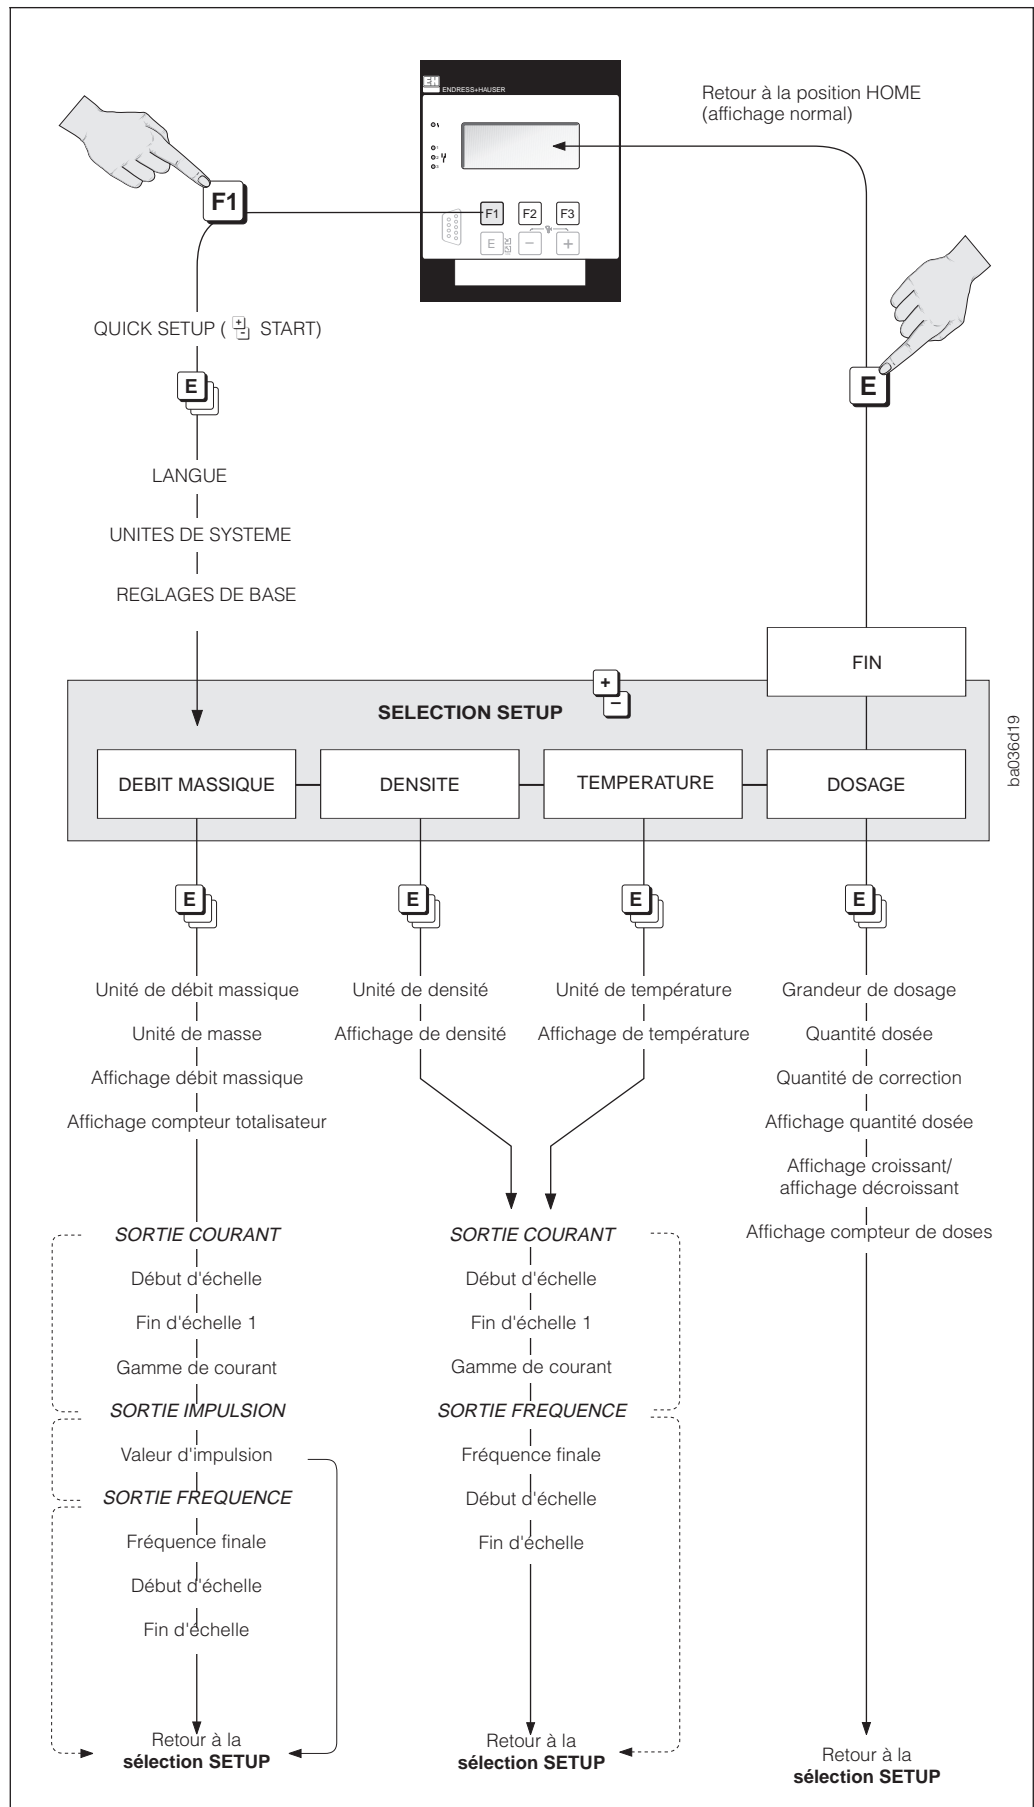 ENDRESS+HAUSER
Retour à la position HOME
(affichage normal)
F1
F1
F2
F3
E
−
+
QUICK SETUP ( + − START)
E
E
LANGUE
UNITES DE SYSTEME
REGLAGES DE BASE
FIN
+
−
SELECTION SETUP
DEBIT MASSIQUE
DENSITE
TEMPERATURE
DOSAGE
ba036d19
E
E
E
E
Unité de débit massique
Unité de masse
Affichage débit massique
Affichage compteur totalisateur
Unité de densité
Affichage de densité
Unité de température
Affichage de température
Grandeur de dosage
Quantité dosée
Quantité de correction
Affichage quantité dosée
Affichage croissant/
affichage décroissant
Affichage compteur de doses
SORTIE COURANT
Début d'échelle
Fin d'échelle 1
Gamme de courant
SORTIE IMPULSION
Valeur d'impulsion
SORTIE FREQUENCE
Fréquence finale
Début d'échelle
Fin d'échelle
Retour à la
sélection SETUP
SORTIE COURANT
Début d'échelle
Fin d'échelle 1
Gamme de courant
SORTIE FREQUENCE
Fréquence finale
Début d'échelle
Fin d'échelle
Retour à la
sélection SETUP
Retour à la
sélection SETUP